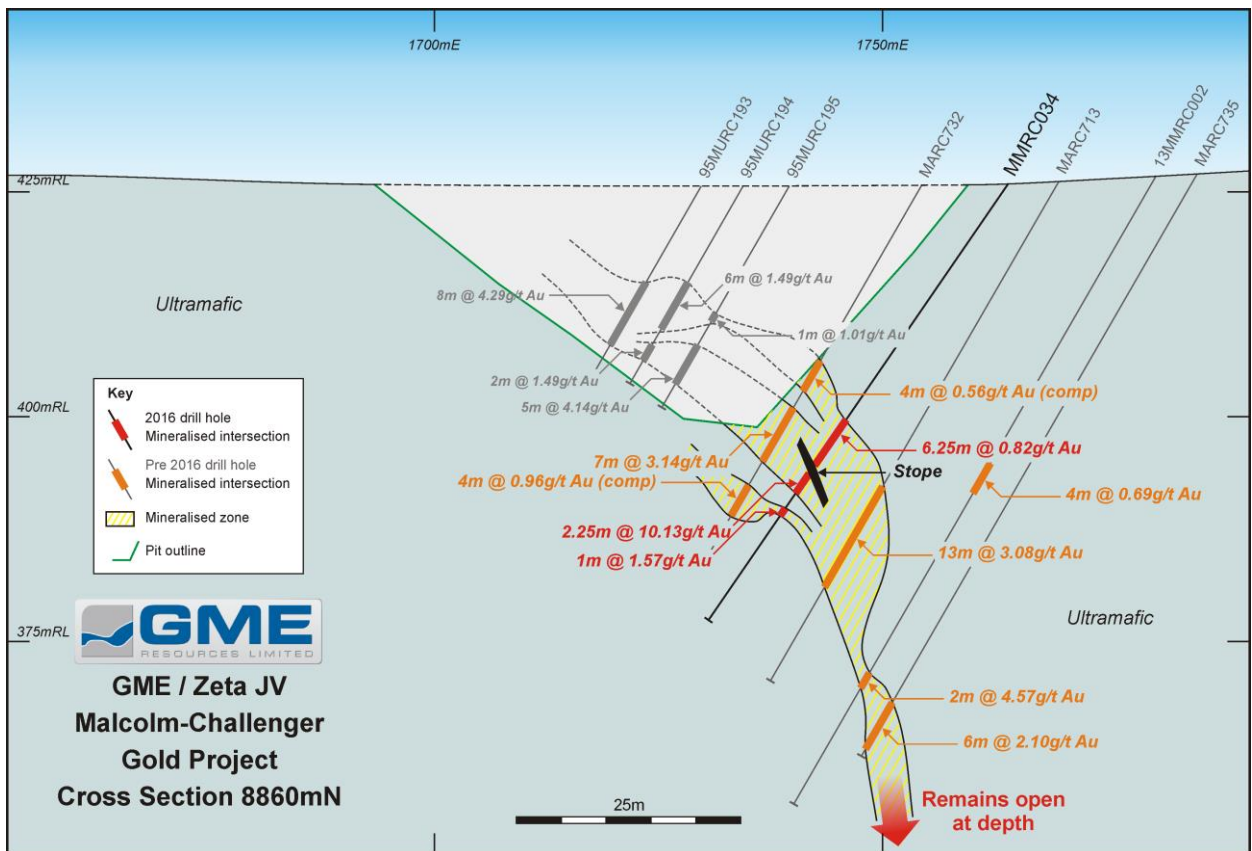 1700mE
1750mE
95MURC193
95MURC194
95MURC195
MARC732
MMRC034
MARC713
13MMRC002
MARC735
425mRL
Ultramafic
8m @ 4.29g/t Au
6m @ 1.49g/t Au
1m @ 1.01g/t Au
2m @ 1.49g/t Au
5m @ 4.14g/t Au
Key
2016 drill hole
Mineralised intersection
Pre 2016 drill hole
Mineralised intersection
Mineralised zone
Pit outline
400mRL
4m @ 0.56g/t Au (comp)
6.25m @ 0.82g/t Au
7m @ 3.14g/t Au
Stope
4m @ 0.96g/t Au (comp)
4m @ 0.69g/t Au
2.25m @ 10.13g/t Au
1m @ 1.57g/t Au
13m @ 3.08g/t Au
375mRL
Ultramafic
GME
RESOURCES LIMITED
GME / Zeta JV
Malcolm-Challenger
Gold Project
Cross Section 8860mN
2m @ 4.57g/t Au
6m @ 2.10g/t Au
25m
Remains open
at depth